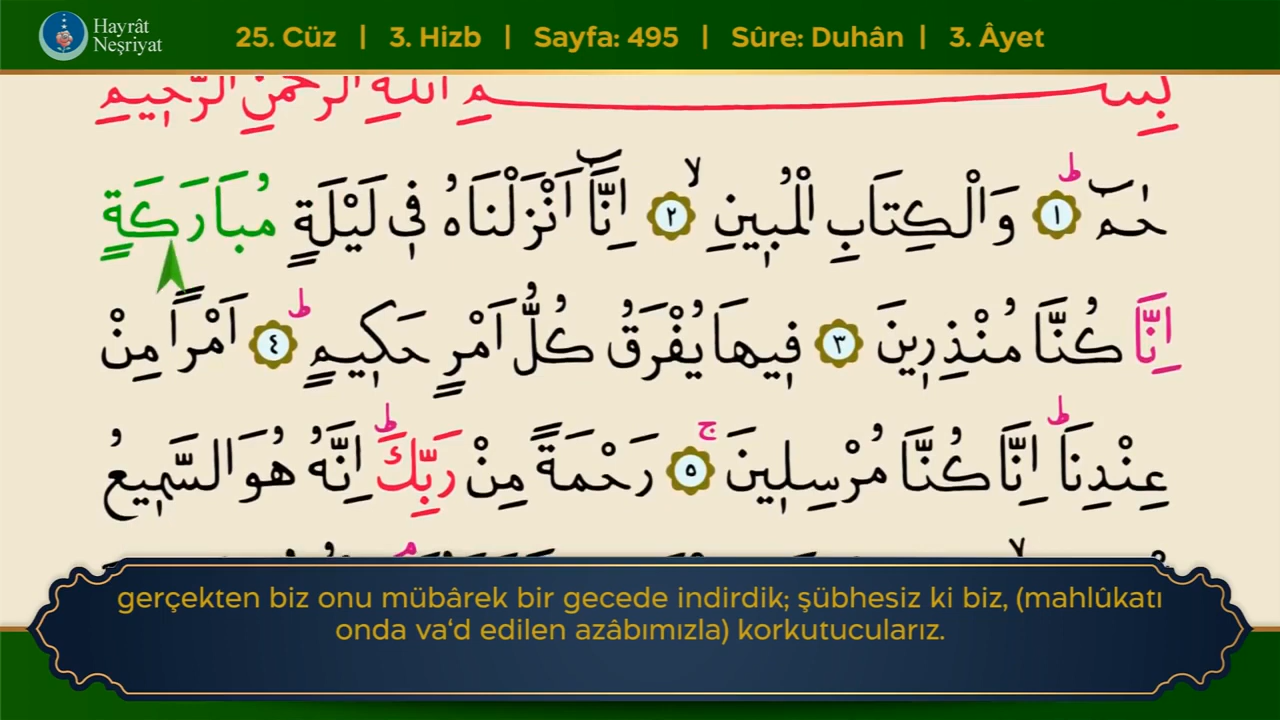 Hayrât
Neşriyat
25. Cüz | 3. Hizb | Sayfa: 495 | Sûre: Duhân | 3. Âyet
بِسْمِ اللّٰهِ الرَّحْمٰنِ الرَّحٖيمِ
حٰمٓ ۚ ط ﴿١﴾ وَالْكِتَابِ الْمُبٖينِ ۙ ﴿٢﴾ اِنَّٓا اَنْزَلْنَاهُ فٖى لَيْلَةٍ مُبَارَكَةٍ
اِنَّا كُنَّا مُنْذِرٖينَ ﴿٣﴾ فٖيهَا يُفْرَقُ كُلُّ اَمْرٍ حَكٖيمٍ ط ﴿٤﴾ اَمْرًا مِنْ
عِنْدِنَا ط اِنَّا كُنَّا مُرْسِلٖينَ ج ﴿٥﴾ رَحْمَةً مِنْ رَبِّكَ ط اِنَّهُ هُوَ السَّمٖيعُ
gerçekten biz onu mübârek bir gecede indirdik; şübhesiz ki biz, (mahlûkatı
onda va‘d edilen azâbımızla) korkutucularız.